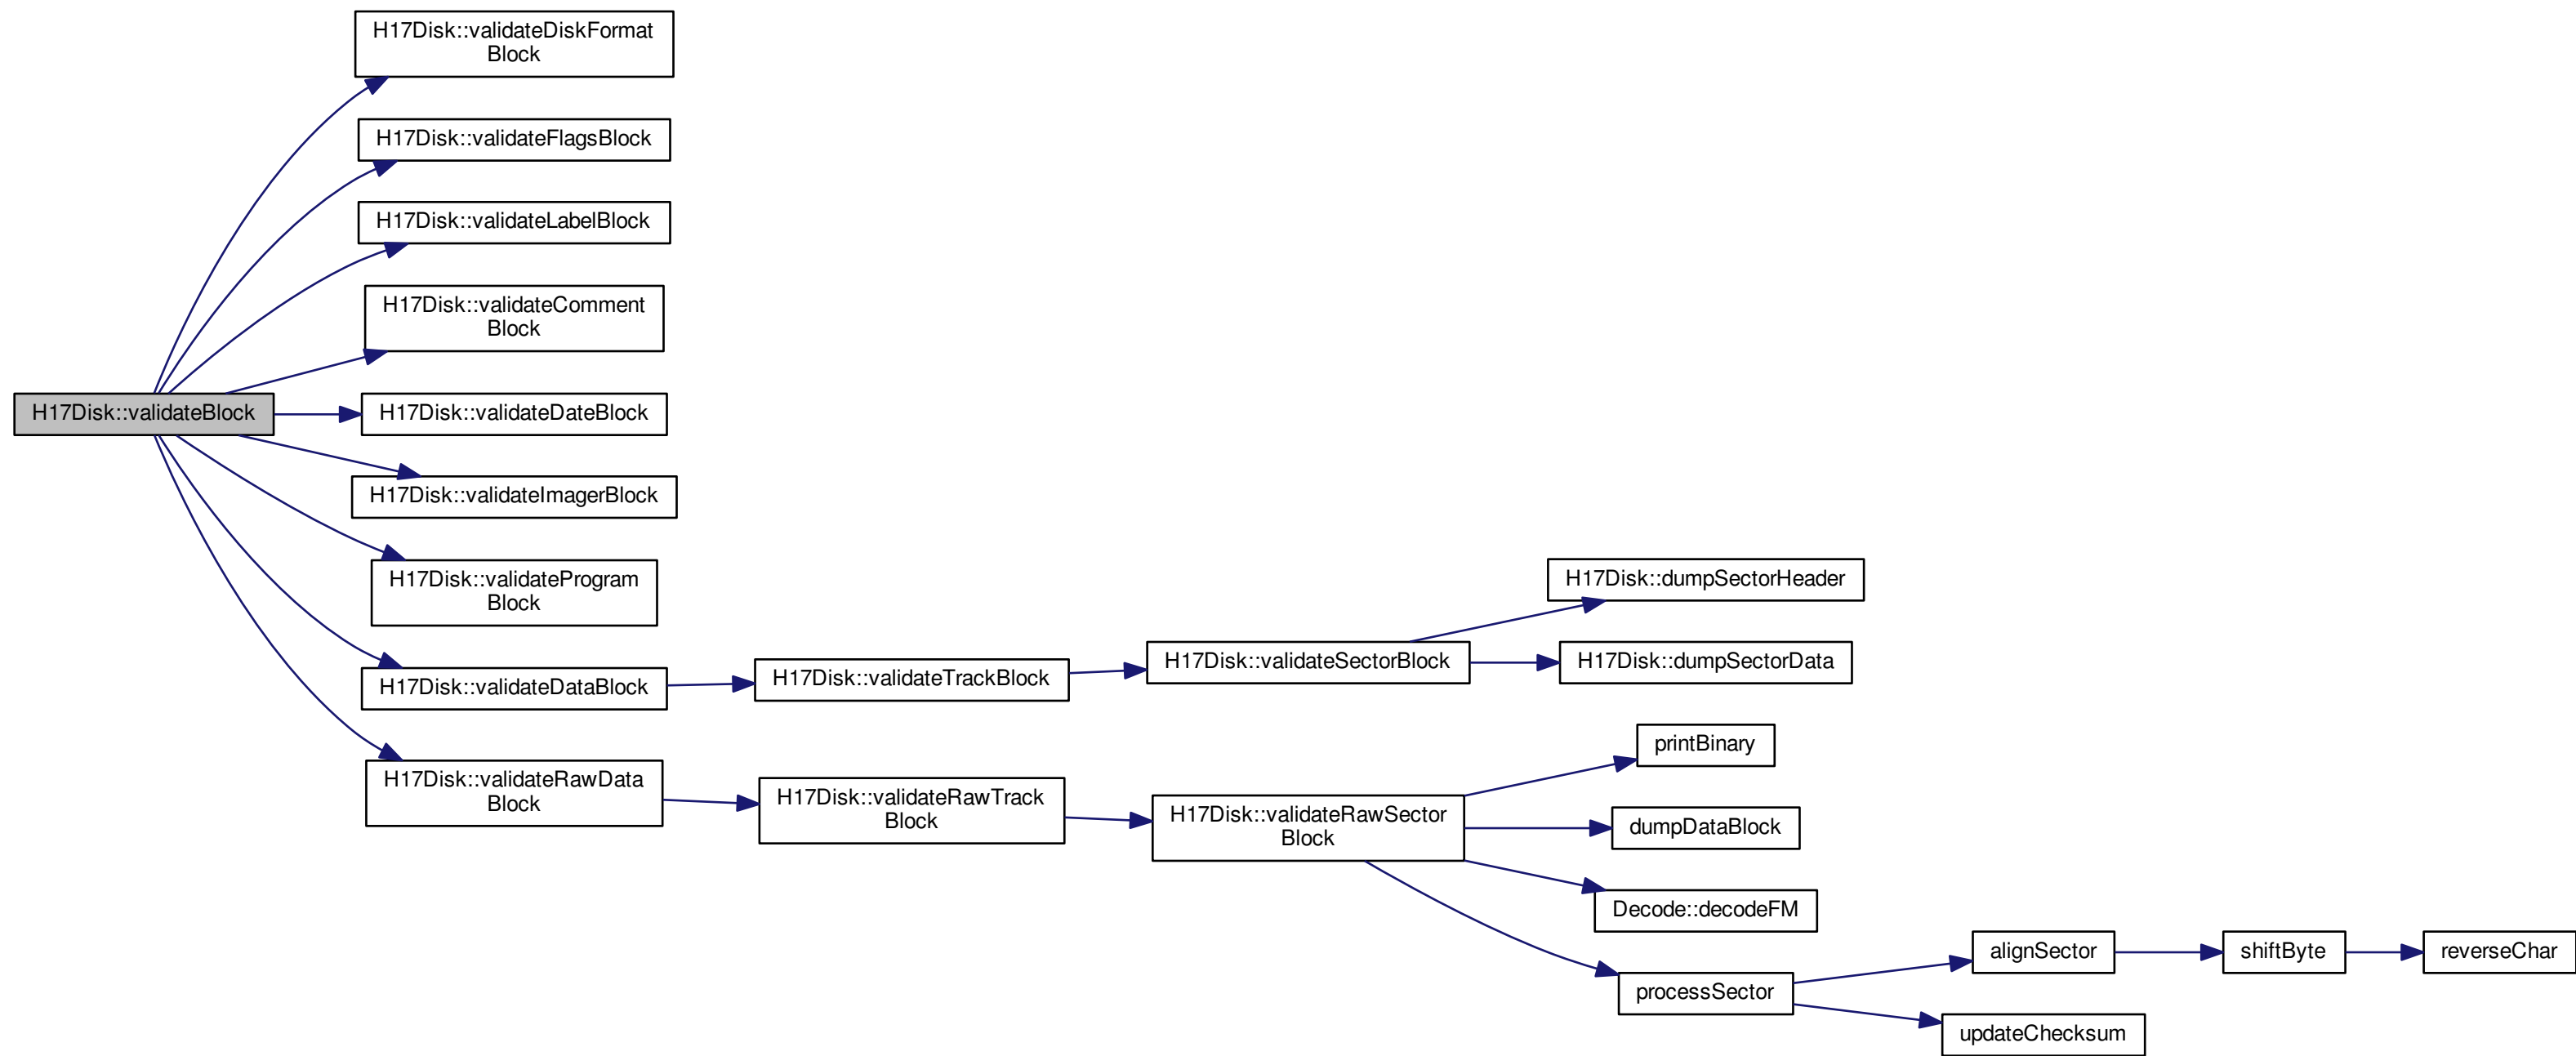 H17Disk::validateDiskFormat
Block
H17Disk::validateFlagsBlock
H17Disk::validateLabelBlock
H17Disk::validateComment
Block
H17Disk::validateBlock
H17Disk::validateDateBlock
H17Disk::validateImagerBlock
H17Disk::validateProgram
Block
H17Disk::validateDataBlock
H17Disk::validateTrackBlock
H17Disk::validateSectorBlock
H17Disk::dumpSectorHeader
H17Disk::dumpSectorData
H17Disk::validateRawData
Block
H17Disk::validateRawTrack
Block
H17Disk::validateRawSector
Block
printBinary
dumpDataBlock
Decode::decodeFM
processSector
alignSector
shiftByte
reverseChar
updateChecksum